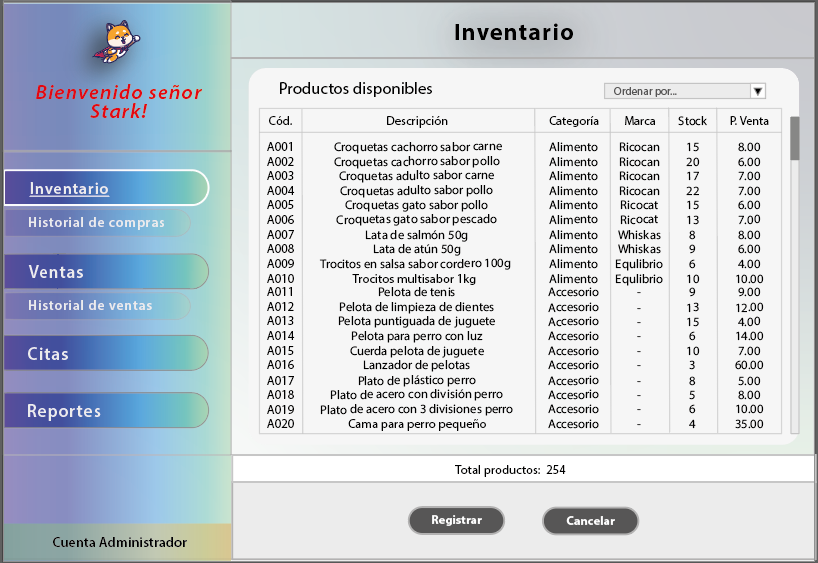 Bienvenido señor
Stark!
Inventario
Historial de compras
Ventas
Historial de ventas
Citas
Reportes
Cuenta Administrador
Inventario
Productos disponibles
Ordenar por...
Cód. Descripción Categoría Marca Stock P. Venta
A001 Croquetas cachorro sabor carne Alimento Ricocan 15 8.00
A002 Croquetas cachorro sabor pollo Alimento Ricocan 20 6.00
A003 Croquetas adulto sabor carne Alimento Ricocan 17 7.00
A004 Croquetas adulto sabor pollo Alimento Ricocan 22 7.00
A005 Croquetas gato sabor pollo Alimento Ricocat 15 6.00
A006 Croquetas gato sabor pescado Alimento Ricocat 13 7.00
A007 Lata de salmón 50g Alimento Whiskas 8 8.00
A008 Lata de atún 50g Alimento Whiskas 9 6.00
A009 Trocitos en salsa sabor cordero 100g Alimento Equlibrio 6 4.00
A010 Trocitos multisabor 1kg Alimento Equlibrio 10 10.00
A011 Pelota de tenis Accesorio - 9 9.00
A012 Pelota de limpieza de dientes Accesorio - 13 12.00
A013 Pelota puntiguada de juguete Accesorio - 15 4.00
A014 Pelota para perro con luz Accesorio - 6 14.00
A015 Cuerda pelota de juguete Accesorio - 10 7.00
A016 Lanzador de pelotas Accesorio - 3 60.00
A017 Plato de plástico perro Accesorio - 8 5.00
A018 Plato de acero con división perro Accesorio - 5 8.00
A019 Plato de acero con 3 divisiones perro Accesorio - 6 10.00
A020 Cama para perro pequeño Accesorio - 4 35.00
Total productos: 254
Registrar
Cancelar